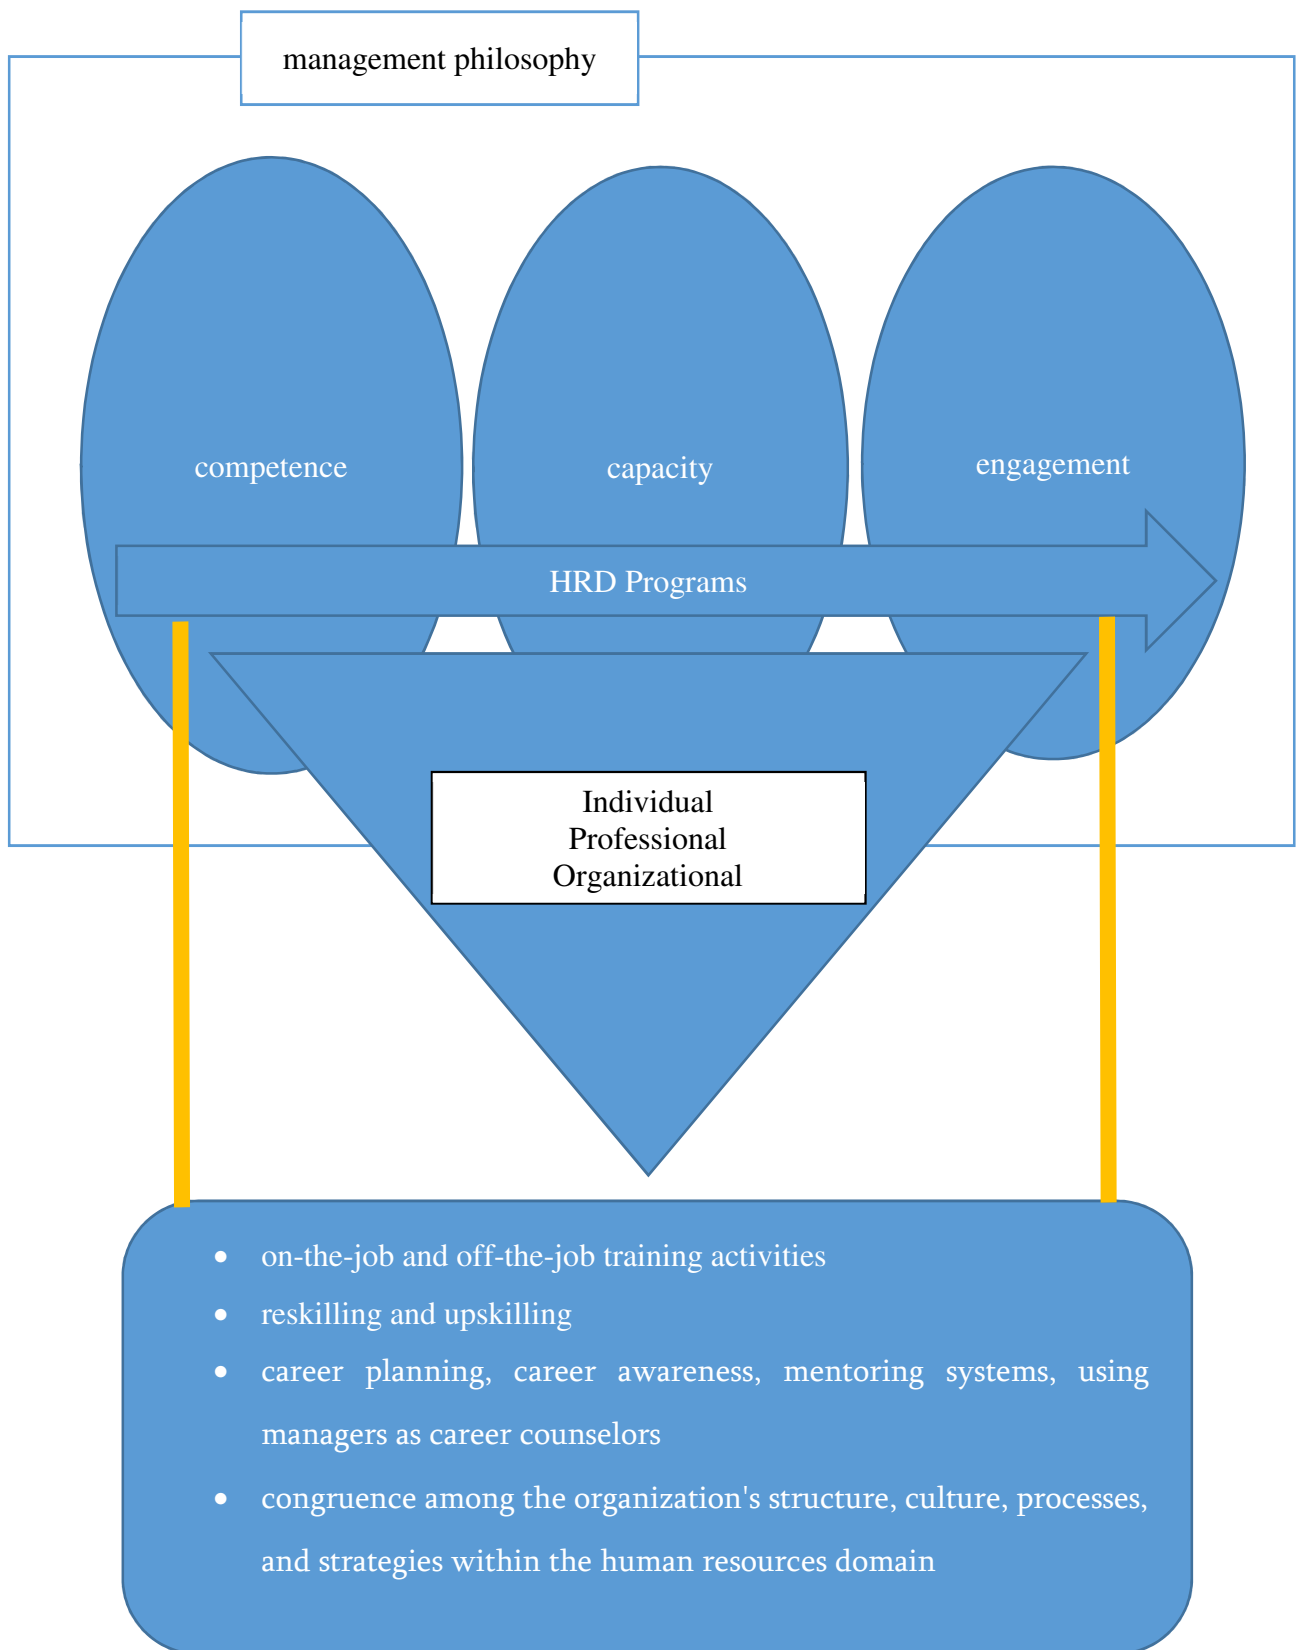 management philosophy
competence
capacity
engagement
HRD Programs
Individual
Professional
Organizational
• on-the-job and off-the-job training activities
• reskilling and upskilling
• career planning, career awareness, mentoring systems, using
managers as career counselors
• congruence among the organization's structure, culture, processes,
and strategies within the human resources domain